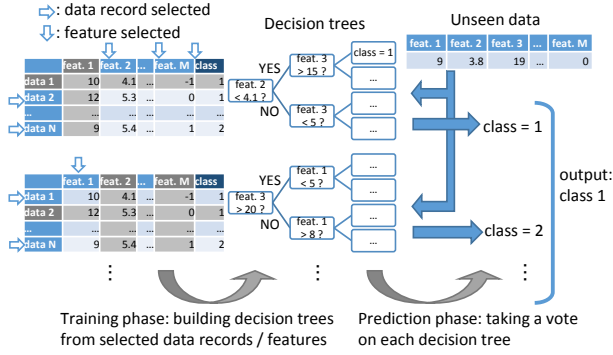 : data record selected
: feature selected
Decision trees
Unseen data
feat. 1 feat. 2 feat. 3 ... feat. M
9 3.8 19 ... 0
feat. 1 feat. 2 ... feat. M class
data 1 10 4.1 ... -1 1
data 2 12 5.3 ... 0 1
... ... ... ... ...
data N 9 5.4 ... 1 2
feat. 2
< 4.1 ?
YES
NO
feat. 3
> 15 ?
feat. 3
< 5 ?
class = 1
...
...
...
class = 1
feat. 1 feat. 2 ... feat. M class
data 1 10 4.1 ... -1 1
data 2 12 5.3 ... 0 1
... ... ... ... ...
data N 9 5.4 ... 1 2
feat. 3
> 20 ?
YES
NO
feat. 1
< 5 ?
feat. 1
> 8 ?
...
...
...
...
class = 2
output:
class 1
Training phase: building decision trees
from selected data records / features
Prediction phase: taking a vote
on each decision tree